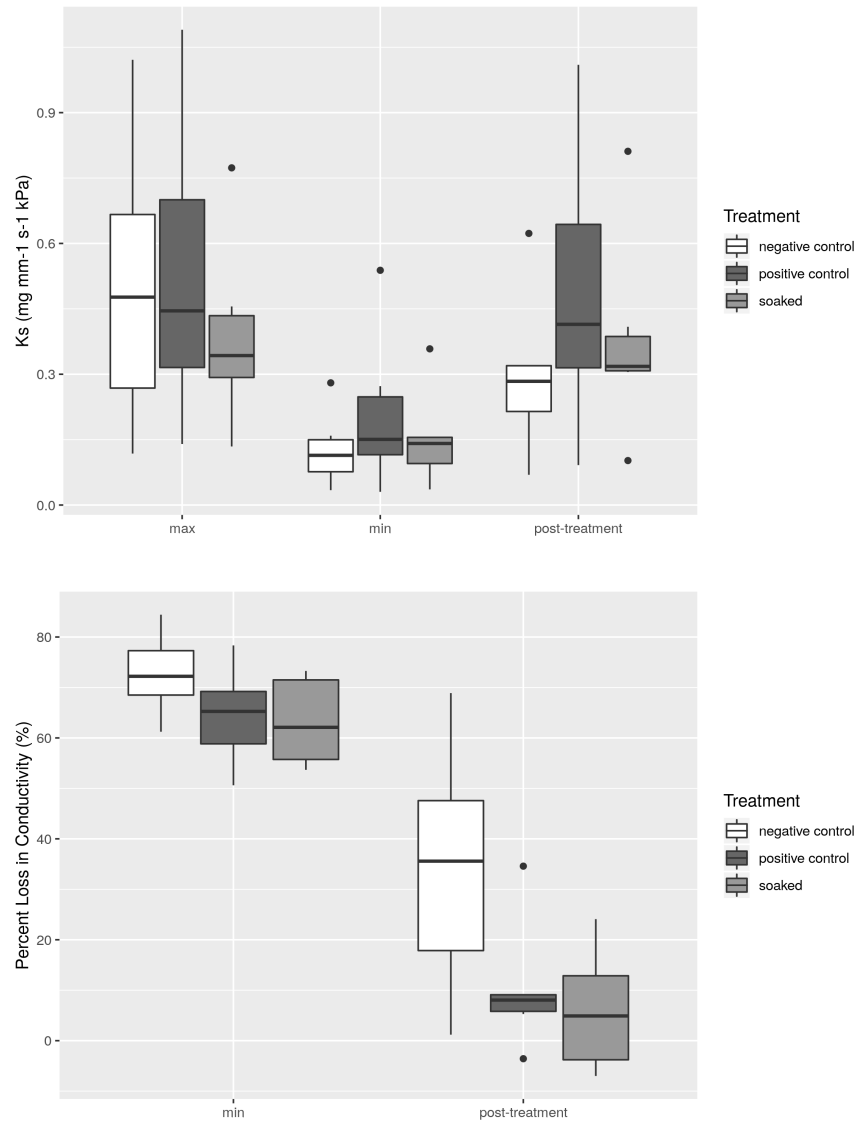 Ks (mg mm-1 s-1 kPa)
0.9
0.6
0.3
0.0
max min post-treatment
Treatment
negative control
positive control
soaked
Percent Loss in Conductivity (%)
80
60
40
20
0
min post-treatment
Treatment
negative control
positive control
soaked